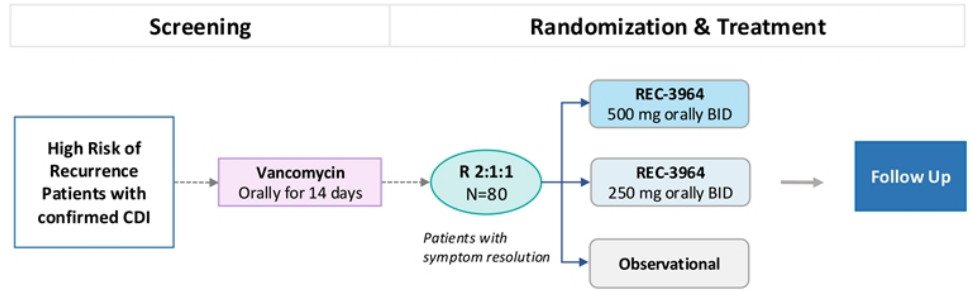 Screening
Randomization & Treatment
High Risk of
Recurrence
Patients with
confirmed CDI
Vancomycin
Orally for 14 days
R 2:1:1
N=80
Patients with
symptom resolution
REC-3964
500 mg orally BID
REC-3964
250 mg orally BID
Observational
Follow Up